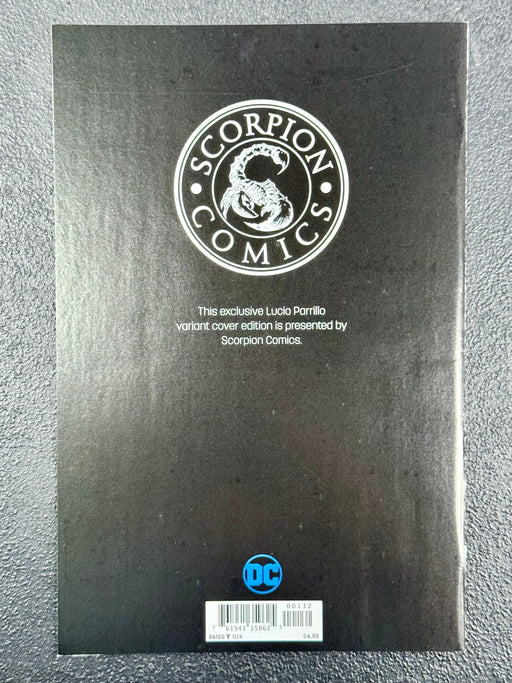 SCORPION
COMICS
This exclusive Lucio Parrillo
variant cover edition is presented by
Scorpion Comics.
DC
00132
7 61941 35962
RATED T TEEN $4.99